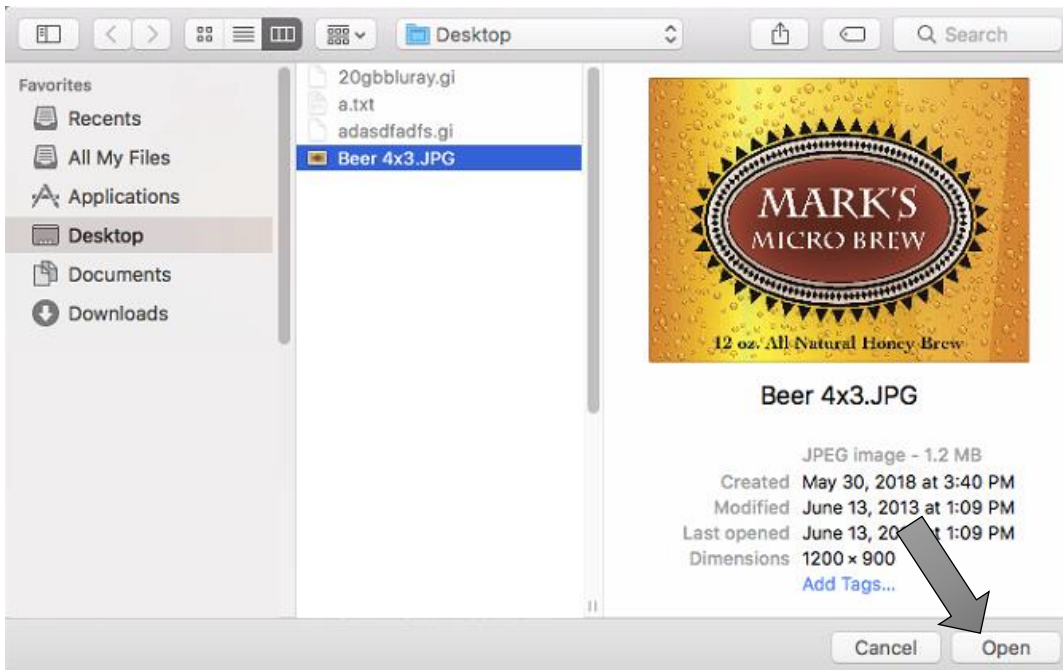 Desktop
Search
Favorites
Recents
All My Files
Applications
Desktop
Documents
Downloads
20gbbluray.gi
a.txt
adasdfadfs.gi
Beer 4x3.JPG
MARK'S
MICRO BREW
12 oz. All Natural Honey Brew
Beer 4x3.JPG
JPEG image - 1.2 MB
Created May 30, 2018 at 3:40 PM
Modified June 13, 2013 at 1:09 PM
Last opened June 13, at 1:09 PM
Dimensions 1200 × 900
Add Tags...
Cancel Open